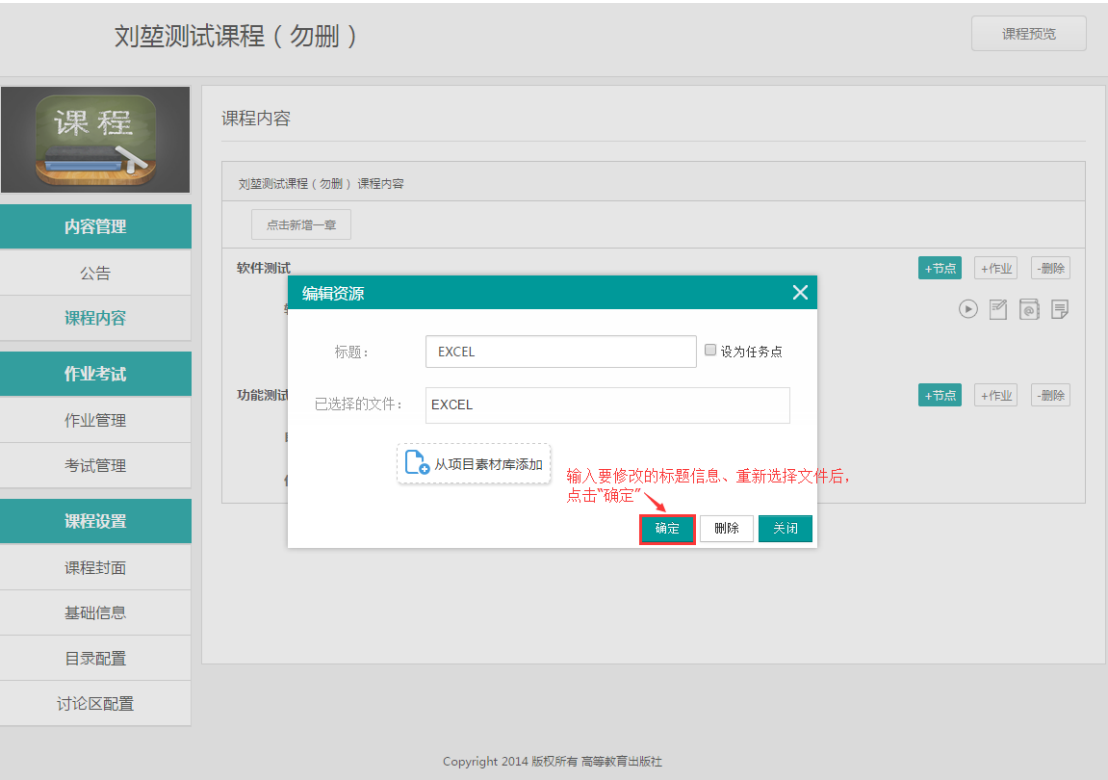 刘堃测试课程（勿删）
课程预览
课程
内容管理
公告
课程内容
作业考试
作业管理
考试管理
课程设置
课程封面
基础信息
目录配置
讨论区配置
课程内容
刘堃测试课程（勿删）课程内容
点击新增一章
软件测试
+节点 +作业 -删除
功能测试
+节点 +作业 -删除
编辑资源
标题： EXCEL 设为任务点
已选择的文件： EXCEL
从项目素材库添加
输入要修改的标题信息、重新选择文件后，
点击“确定”
确定 删除 关闭
Copyright 2014 版权所有 高等教育出版社